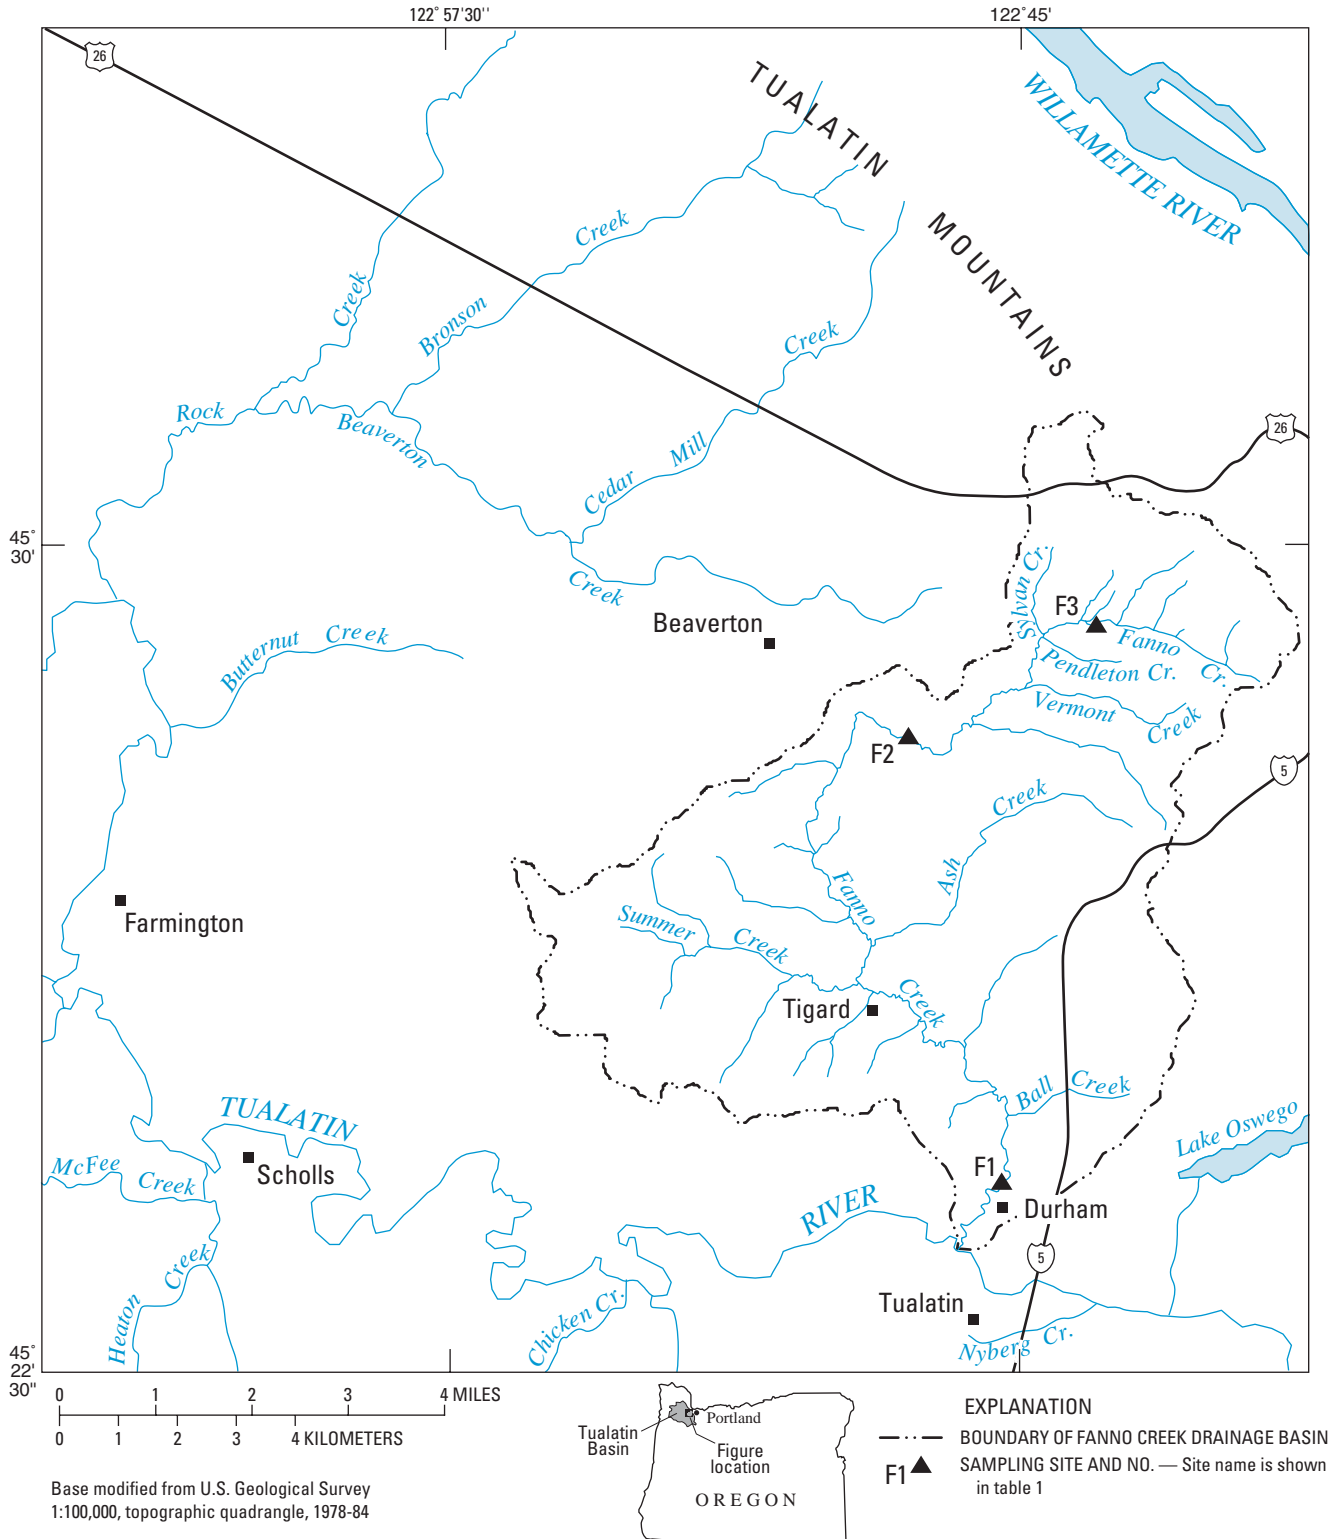 122° 57'30"
122° 45'
26
TUALATIN
MOUNTAINS
WILLAMETTE RIVER
Creek
Bronson
Creek
Creek
Rock
Beaverton
Cedar
Mill
26
45°
30'
Creek
Beaverton
Sylvan Cr.
F3
Fanno
Cr.
Pendleton Cr.
Butternut
Creek
Vermont
Creek
F2
5
Creek
Ash
Fanno
Farmington
Summer
Creek
Creek
Tigard
Ball
Creek
TUALATIN
Lake Oswego
McFee
Creek
Scholls
F1
RIVER
Durham
Creek
5
Heaton
Chicken Cr.
Tualatin
Nyberg Cr.
45°
22'
30"
0 1 2 3 4 MILES
0 1 2 3 4 KILOMETERS
Base modified from U.S. Geological Survey
1:100,000, topographic quadrangle, 1978-84
Tualatin
Basin
Portland
Figure
location
OREGON
EXPLANATION
BOUNDARY OF FANNO CREEK DRAINAGE BASIN
F1 SAMPLING SITE AND NO. — Site name is shown
in table 1